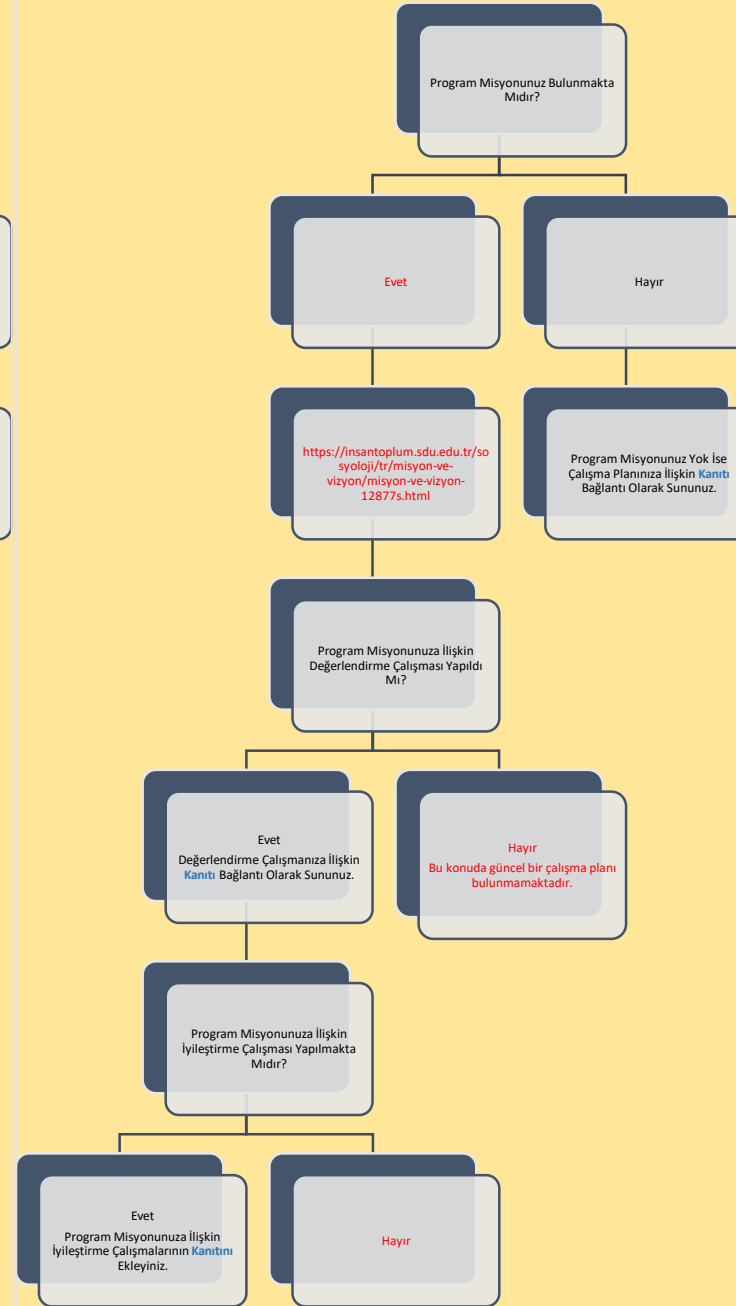 Program Misyonunuz Bulunmakta
Mıdır?
Evet
Hayır
https://insantoplum.sdu.edu.tr/so
syoloji/tr/misyon-ve-
vizyon/misyon-ve-vizyon-
12877s.html
Program Misyonunuz Yok İse
Çalışma Planınıza İlişkin Kanıtı
Bağlantı Olarak Sununuz.
Program Misyonunuza İlişkin
Değerlendirme Çalışması Yapıldı
Mı?
Evet
Değerlendirme Çalışmanıza İlişkin
Kanıtı Bağlantı Olarak Sununuz.
Hayır
Bu konuda güncel bir çalışma planı
bulunmamaktadır.
Program Misyonunuza İlişkin
İyileştirme Çalışması Yapılmakta
Mıdır?
Evet
Program Misyonunuza İlişkin
İyileştirme Çalışmalarının Kanıtını
Ekleyiniz.
Hayır